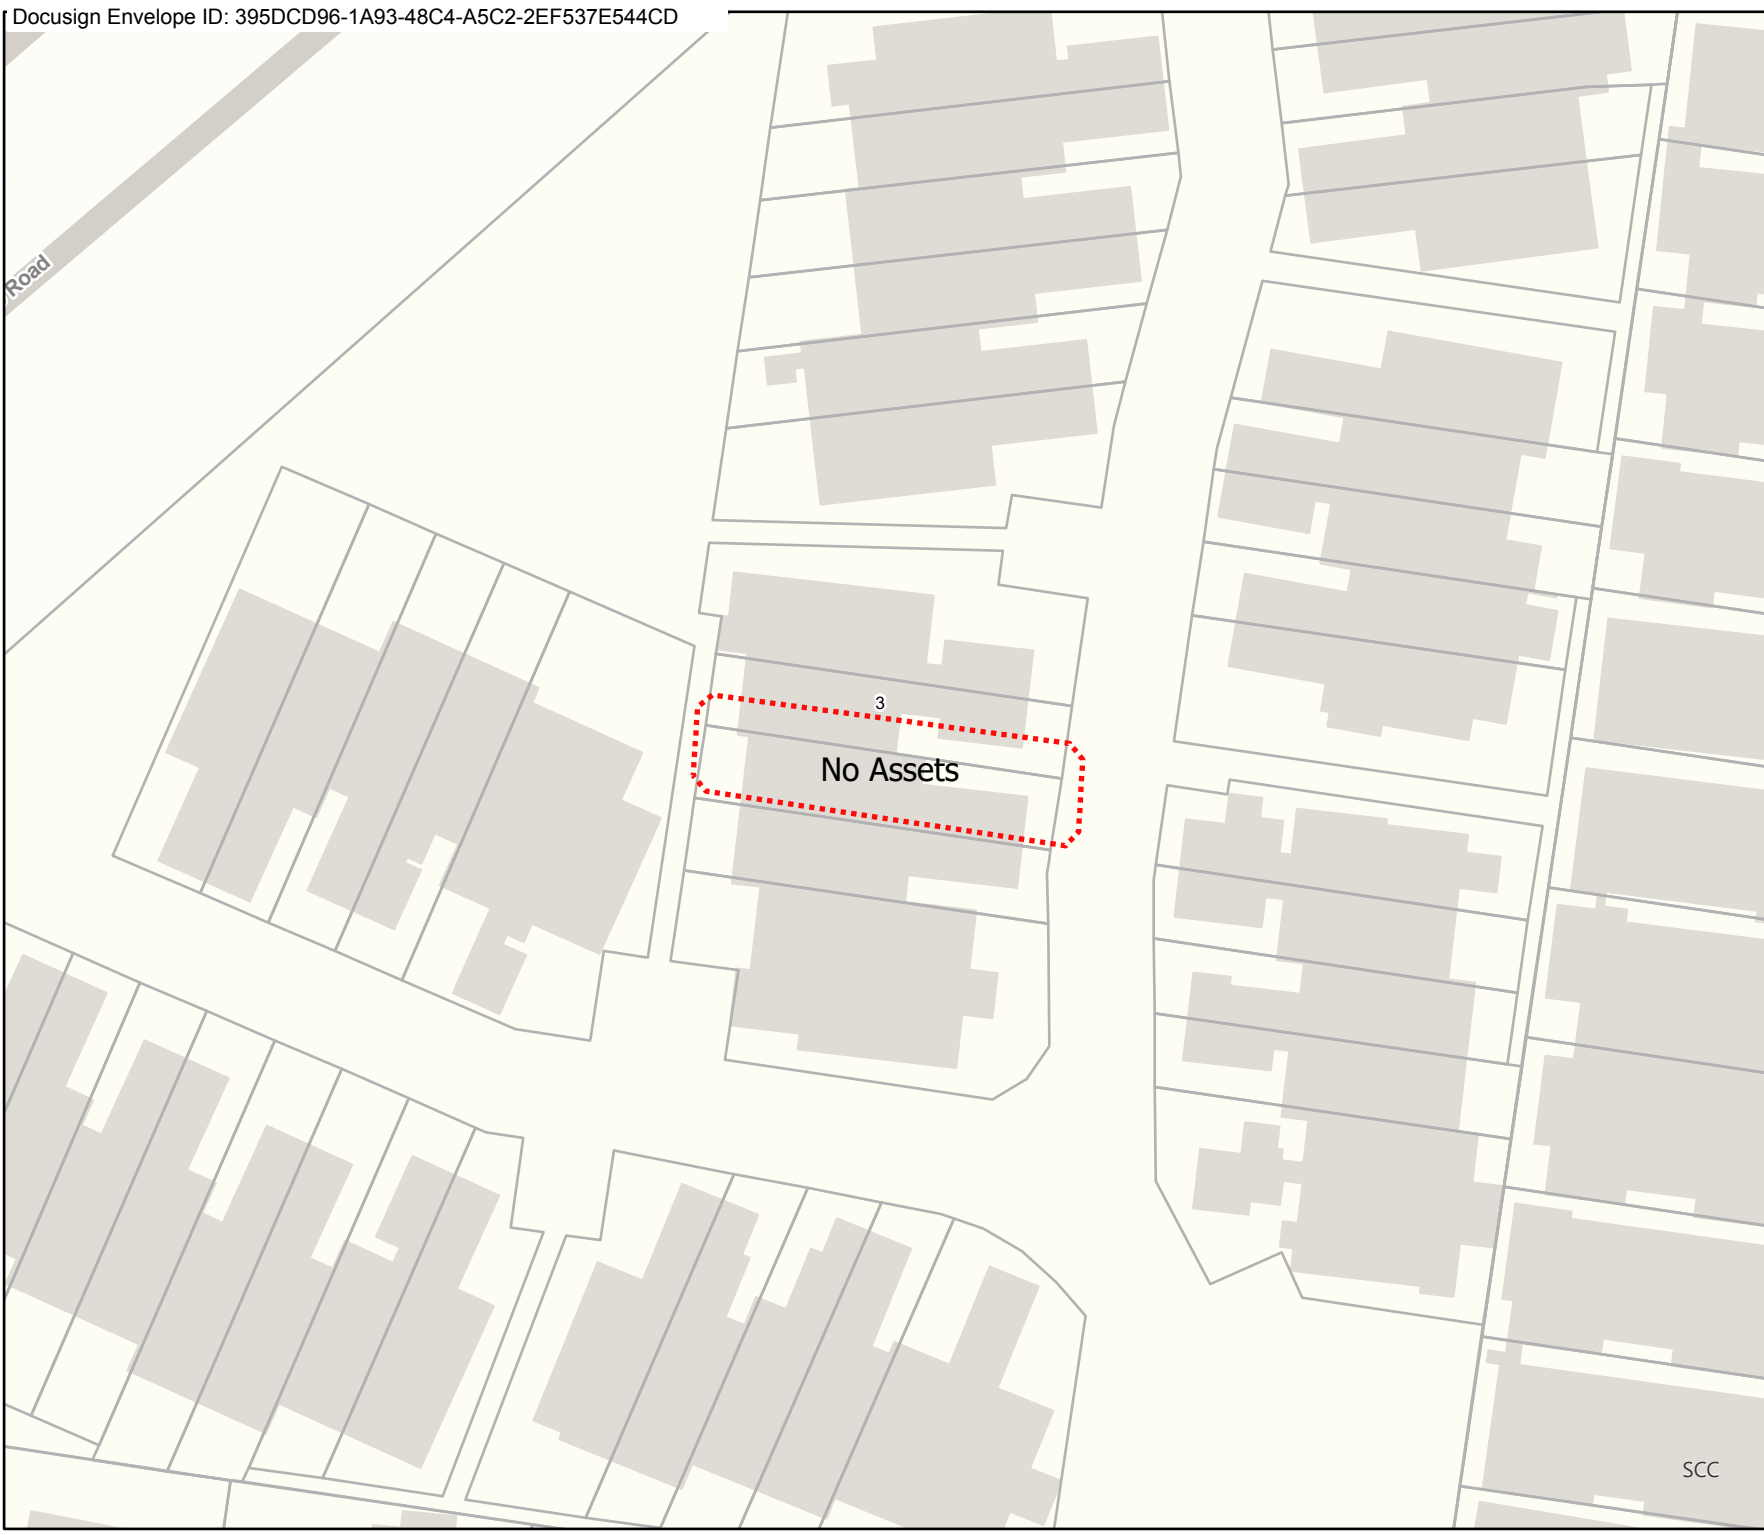 Docusign Envelope ID: 395DCD96-1A93-48C4-A5C2-2EF537E544CD
Road
3
No Assets
SCC